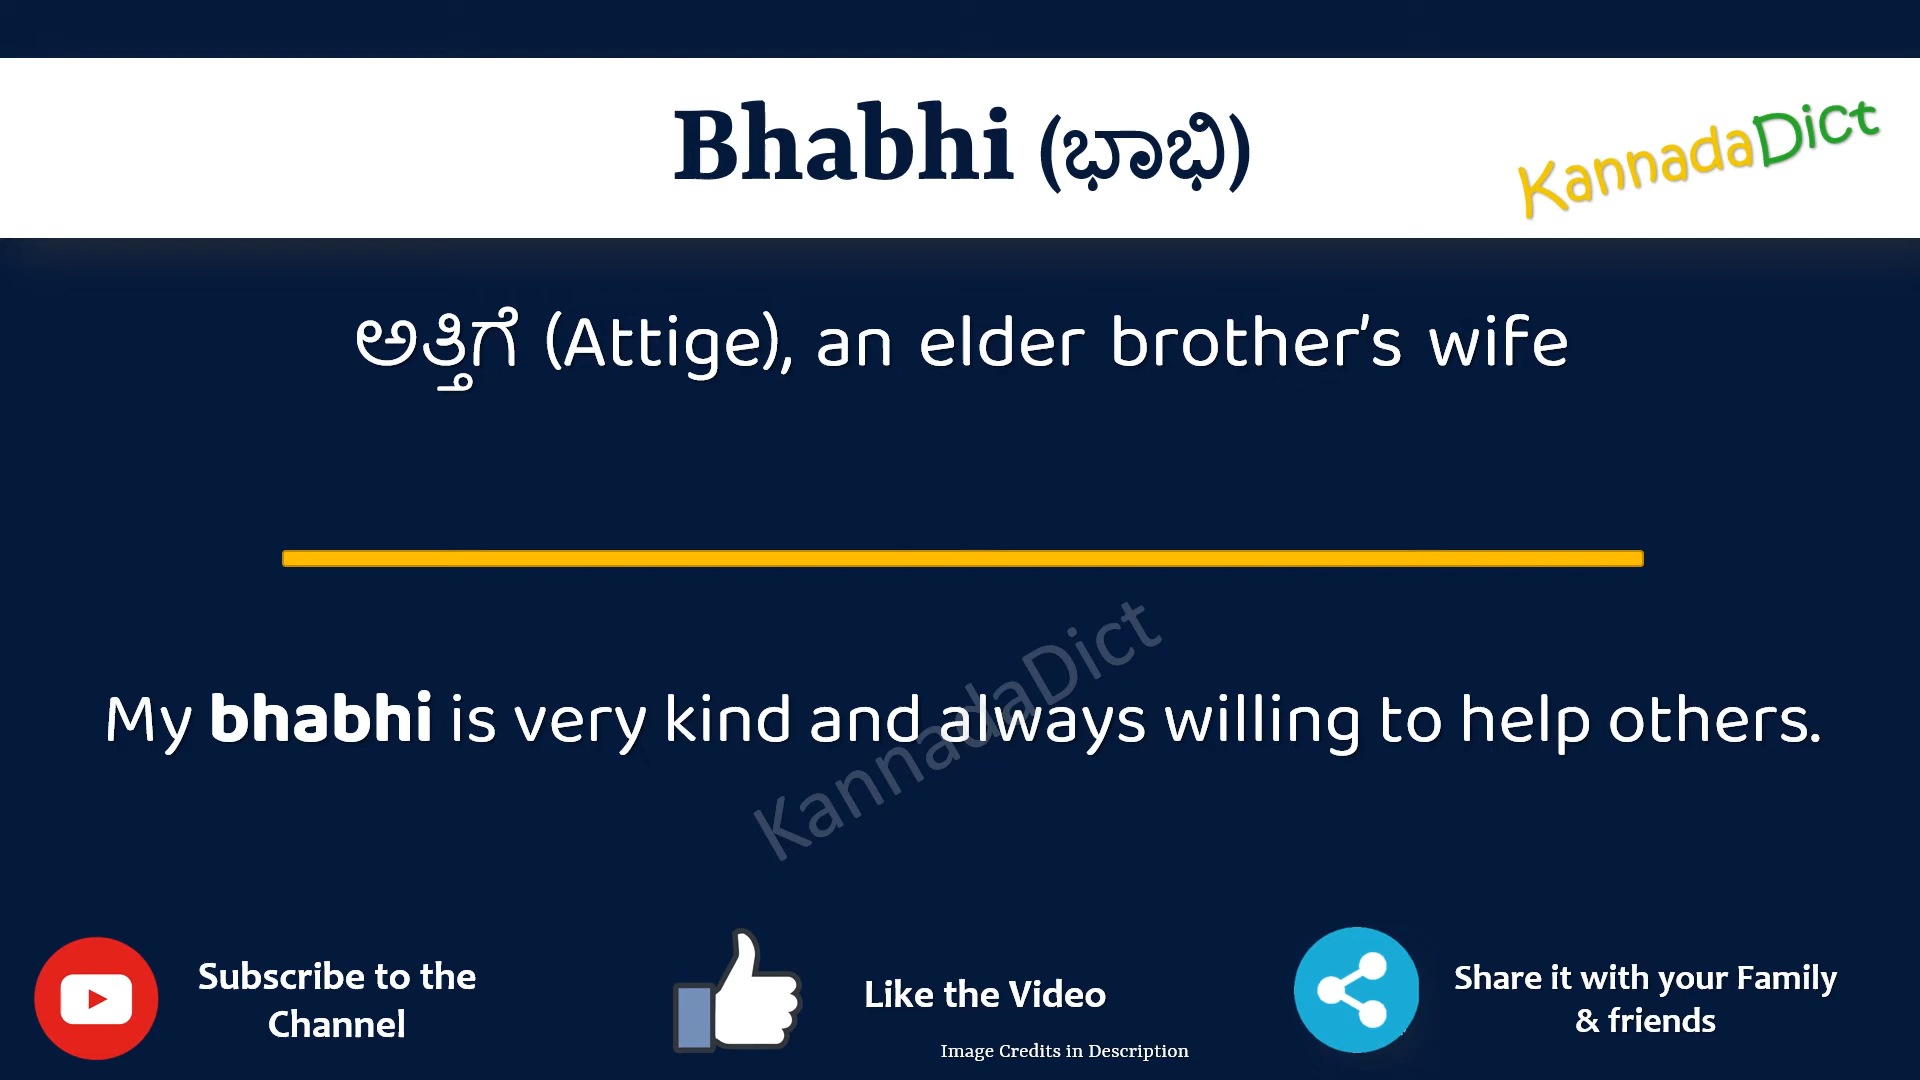 Bhabhi (ಭಾಭಿ)
KannadaDict
ಅತ್ತಿಗೆ (Attige), an elder brother’s wife
My bhabhi is very kind and always willing to help others.
KannadaDict
Subscribe to the
Channel
Like the Video
Share it with your Family
& friends
Image Credits in Description